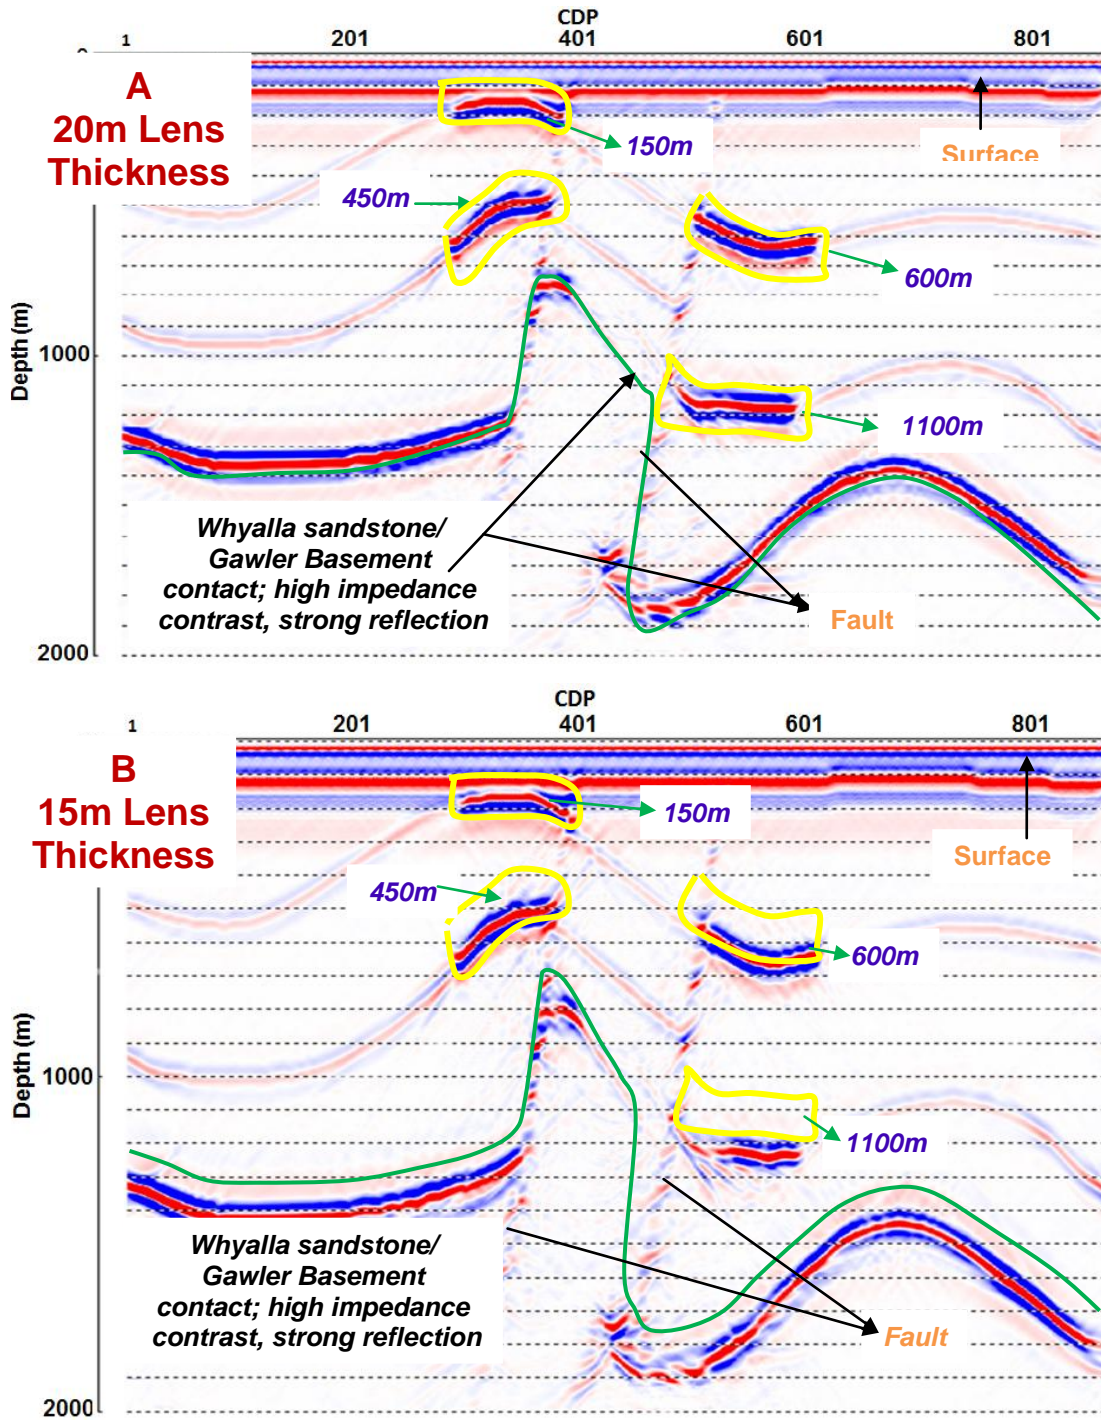 CDP
1 201 401 601 801
0
A
20m Lens
Thickness
150m
Surface
450m
600m
Depth (m)
1000
1100m
Whyalla sandstone/
Gawler Basement
contact; high impedance
contrast, strong reflection
Fault
2000
CDP
1 201 401 601 801
B
15m Lens
Thickness
150m
Surface
450m
600m
Depth (m)
1000
1100m
Whyalla sandstone/
Gawler Basement
contact; high impedance
contrast, strong reflection
Fault
2000